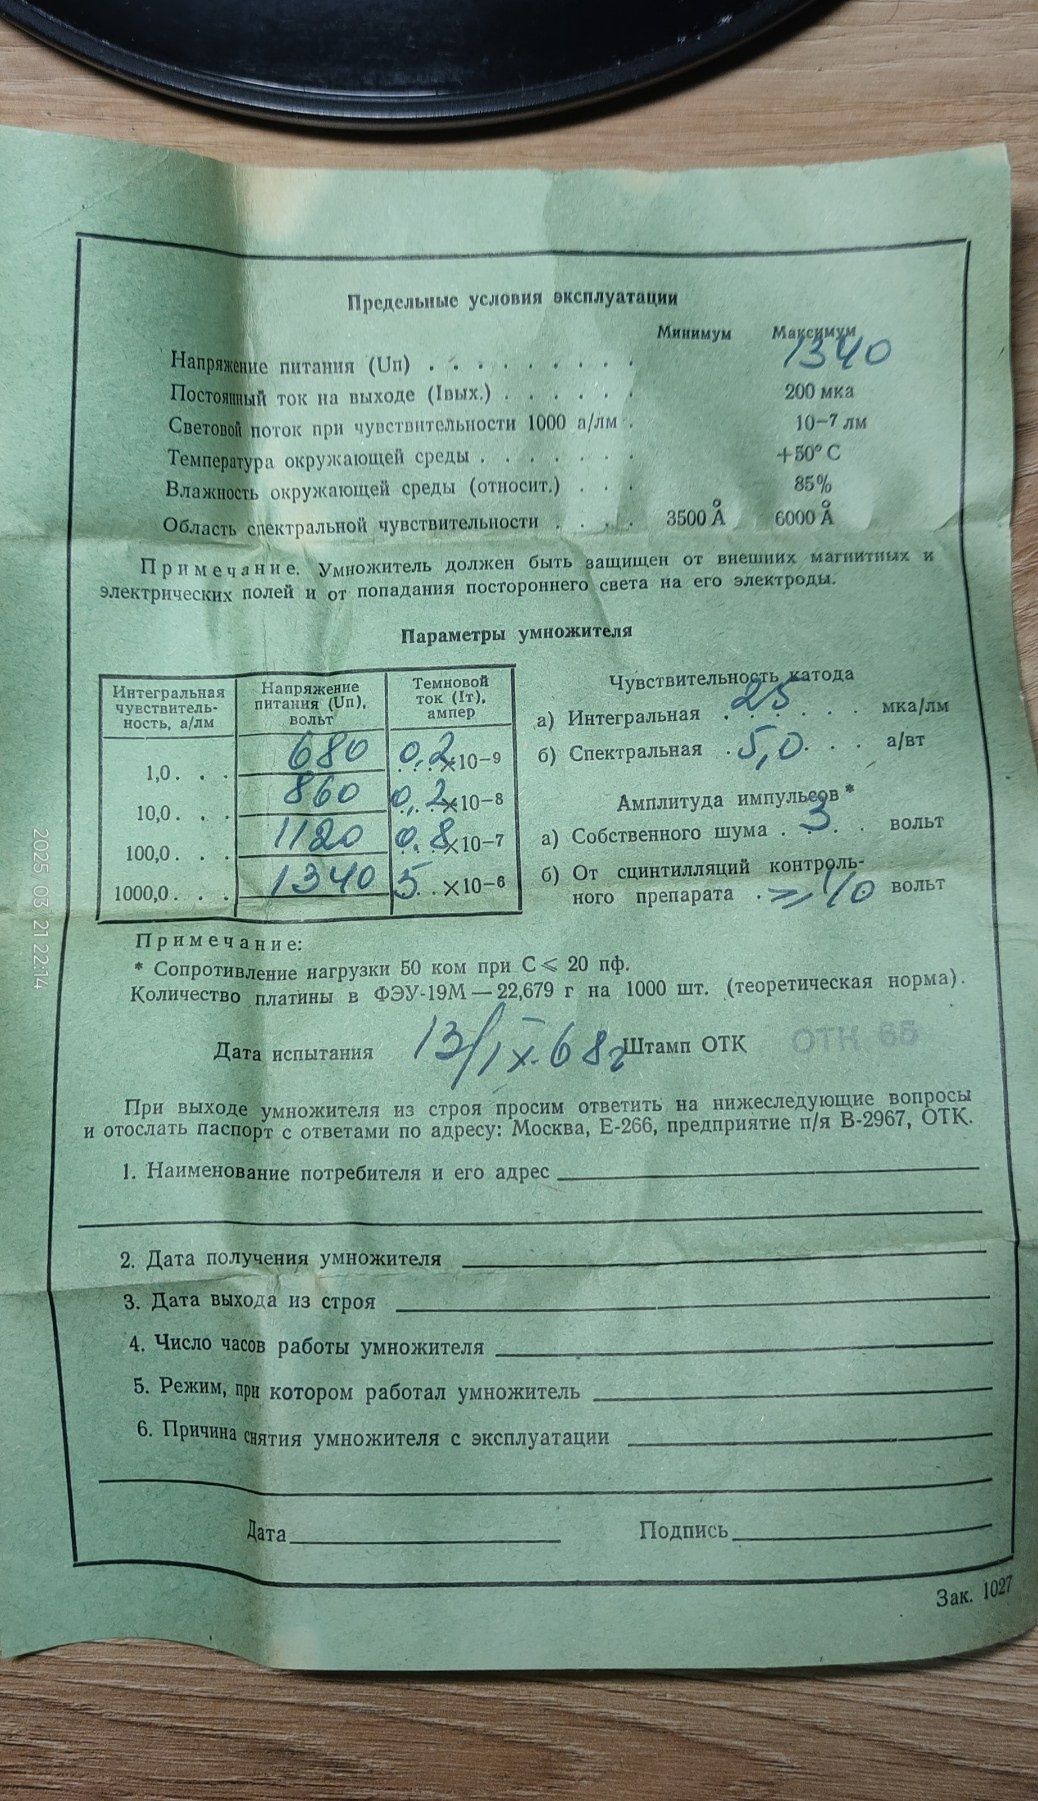 Предельные условия эксплуатации
Минимум Максимум
Напряжение питания (Uп) . . . . . . . . . 1340
Постоянный ток на выходе (Iвых.) . . . . . . 200 мка
Световой поток при чувствительности 1000 а/лм . 10–7 лм
Температура окружающей среды . . . . . . . +50° С
Влажность окружающей среды (относит.) . . . 85%
Область спектральной чувствительности . . . . 3500 Å 6000 Å
Примечание. Умножитель должен быть защищен от внешних магнитных и
электрических полей и от попадания постороннего света на его электроды.
Параметры умножителя
Интегральная чувствитель-ность, а/лм
Напряжение питания (Uп), вольт
Темновой ток (Iт), ампер
1,0 . . . 680 0,2 ×10–9
10,0 . . . 860 0,2 ×10–8
100,0 . . . 1120 0,8 ×10–7
1000,0 . . . 1340 5 . . ×10–6
Чувствительность катода
а) Интегральная . 25 . . . мка/лм
б) Спектральная . 5,0 . . . а/вт
Амплитуда импульсов *
а) Собственного шума . 3 . . вольт
б) От сцинтилляций контроль-
ного препарата . ⩾ 10 вольт
Примечание:
* Сопротивление нагрузки 50 ком при С ⩽ 20 пф.
Количество платины в ФЭУ-19М — 22,679 г на 1000 шт. (теоретическая норма).
Дата испытания 13/IX-68г Штамп ОТК
При выходе умножителя из строя просим ответить на нижеследующие вопросы
и отослать паспорт с ответами по адресу: Москва, Е-266, предприятие п/я В-2967, ОТК.
1. Наименование потребителя и его адрес
2. Дата получения умножителя
3. Дата выхода из строя
4. Число часов работы умножителя
5. Режим, при котором работал умножитель
6. Причина снятия умножителя с эксплуатации
Дата Подпись
Зак. 1027
2025 03 21 22:14